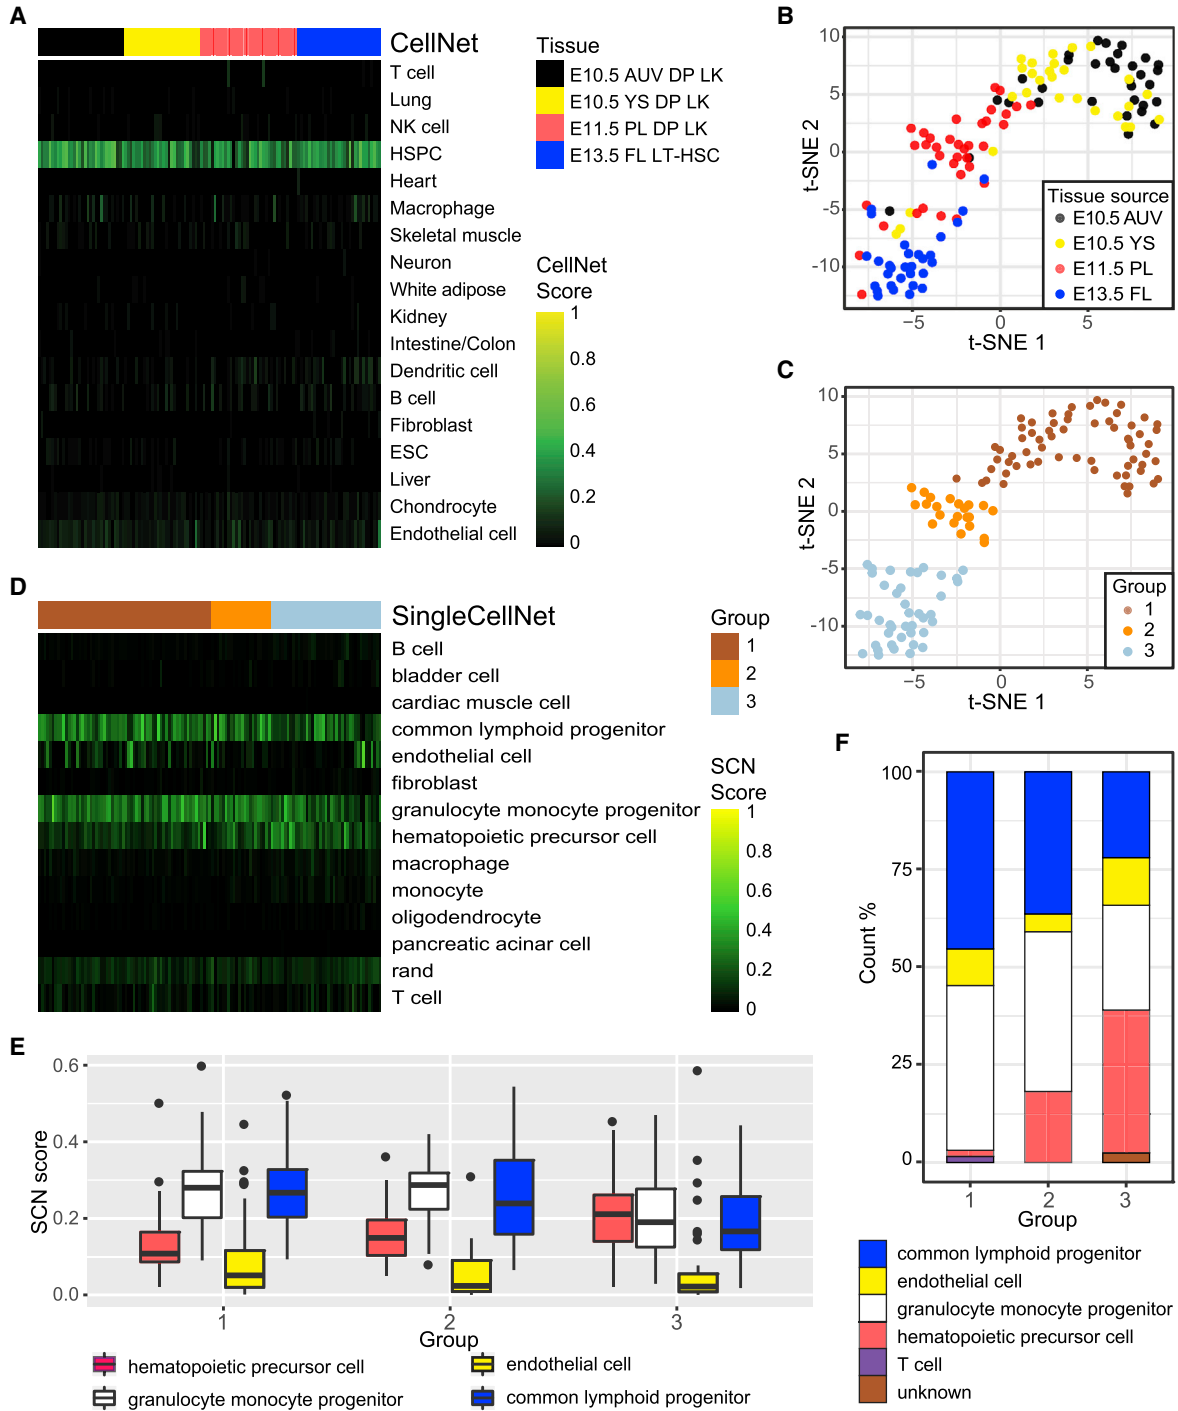 A
CellNet
T cell
Lung
NK cell
HSPC
Heart
Macrophage
Skeletal muscle
Neuron
White adipose
Kidney
Intestine/Colon
Dendritic cell
B cell
Fibroblast
ESC
Liver
Chondrocyte
Endothelial cell
Tissue
E10.5 AUV DP LK
E10.5 YS DP LK
E11.5 PL DP LK
E13.5 FL LT-HSC
CellNet
Score
1
0.8
0.6
0.4
0.2
0
B
10
5
0
−5
−10
t-SNE 2
−5
0
5
t-SNE 1
Tissue source
E10.5 AUV
E10.5 YS
E11.5 PL
E13.5 FL
C
10
5
0
−5
−10
t-SNE 2
−5
0
5
t-SNE 1
Group
1
2
3
D
SingleCellNet
B cell
bladder cell
cardiac muscle cell
common lymphoid progenitor
endothelial cell
fibroblast
granulocyte monocyte progenitor
hematopoietic precursor cell
macrophage
monocyte
oligodendrocyte
pancreatic acinar cell
rand
T cell
Group
1
2
3
SCN
Score
1
0.8
0.6
0.4
0.2
0
E
0.6
0.4
0.2
0.0
SCN score
1
2
3
Group
hematopoietic precursor cell
granulocyte monocyte progenitor
endothelial cell
common lymphoid progenitor
F
100
75
50
25
0
Count %
1
2
3
Group
common lymphoid progenitor
endothelial cell
granulocyte monocyte progenitor
hematopoietic precursor cell
T cell
unknown